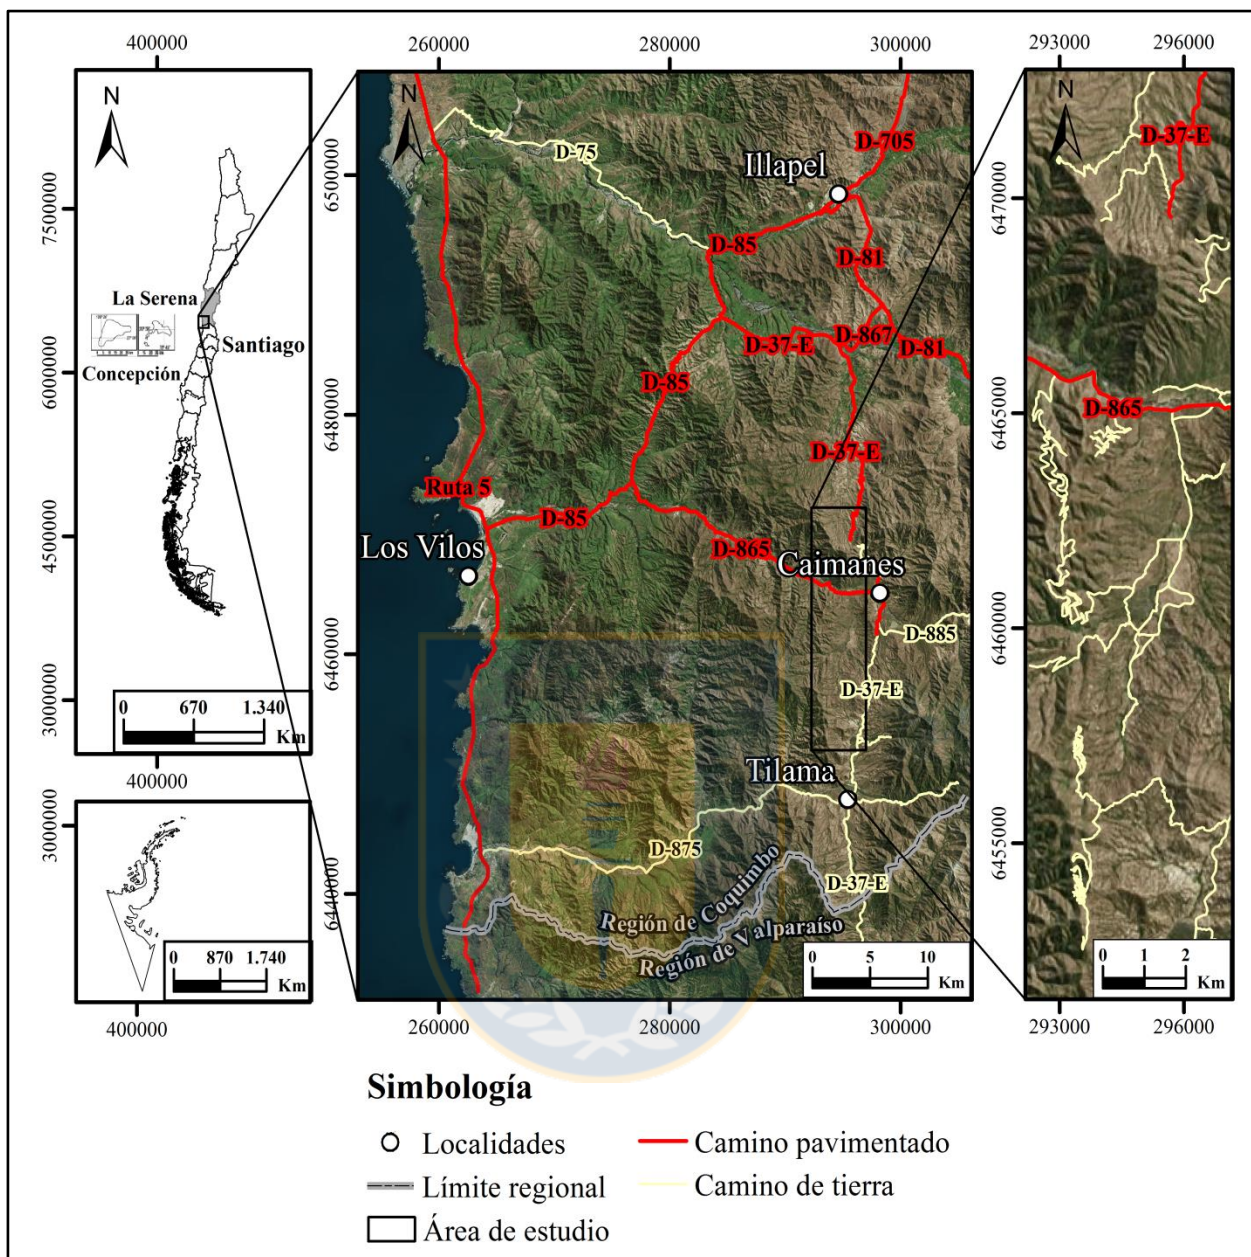 400000
N
7500000
6000000
4500000
3000000
La Serena
Santiago
Concepción
0 670 1.340
Km
400000
3000000
0 870 1.740
Km
400000
260000 280000 300000
N
6500000
6480000
6460000
6440000
D-75
D-705
Illapel
D-85
D-81
D-867
D-37-E
D-81
D-85
D-37-E
Ruta 5
D-85
Los Vilos
D-865
Caimanes
D-885
D-37-E
Tilama
D-875
D-37-E
Región de Coquimbo
Región de Valparaíso
0 5 10
Km
260000 280000 300000
293000 296000
N
D-37-E
6470000
6465000
6460000
6455000
D-865
0 1 2
Km
293000 296000
Simbología
Localidades
Camino pavimentado
Límite regional
Camino de tierra
Área de estudio